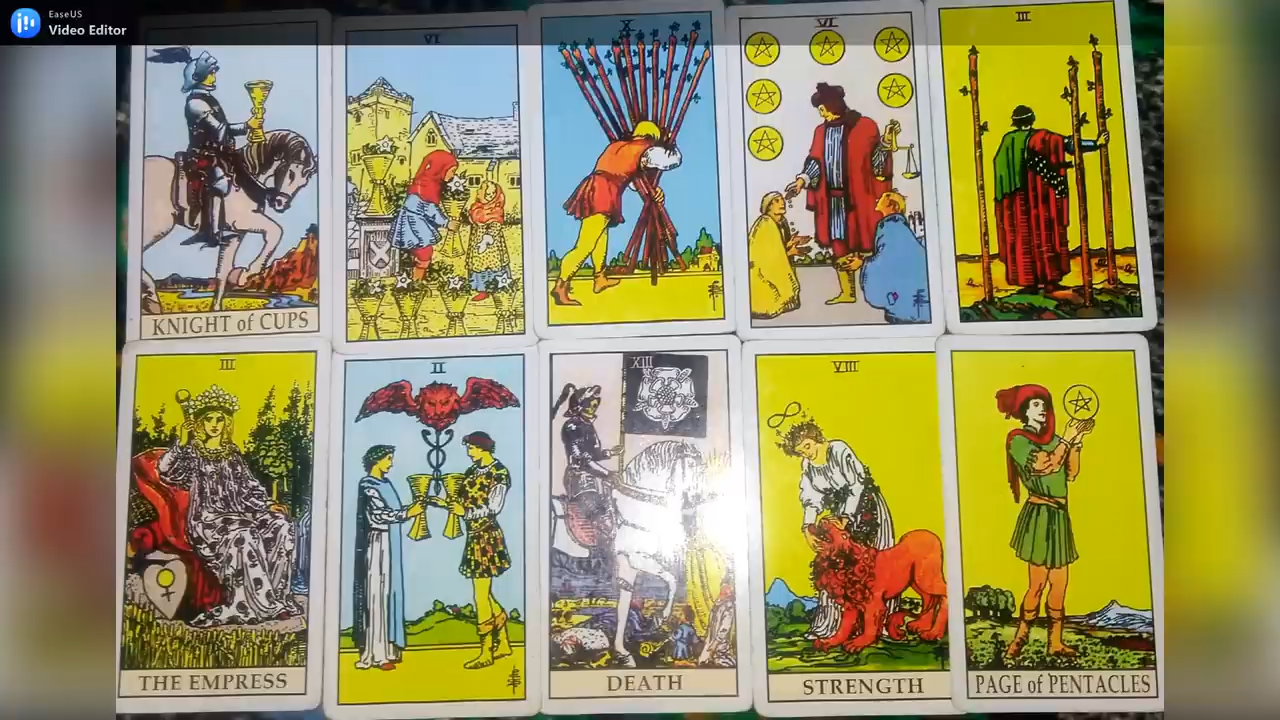 EaseUS
Video Editor
VI
X
VI
III
KNIGHT of CUPS
III
II
XIII
VIII
THE EMPRESS
DEATH
STRENGTH
PAGE of PENTACLES